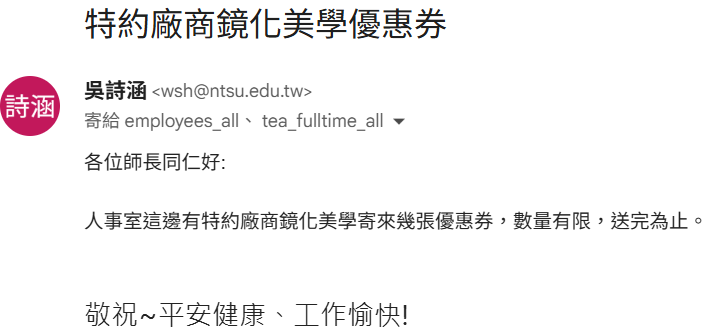 特約廠商鏡化美學優惠券
詩涵
吳詩涵 <wsh@ntsu.edu.tw>
寄給 employees_all、 tea_fulltime_all
各位師長同仁好:
人事室這邊有特約廠商鏡化美學寄來幾張優惠券，數量有限，送完為止。
敬祝~平安健康、工作愉快!